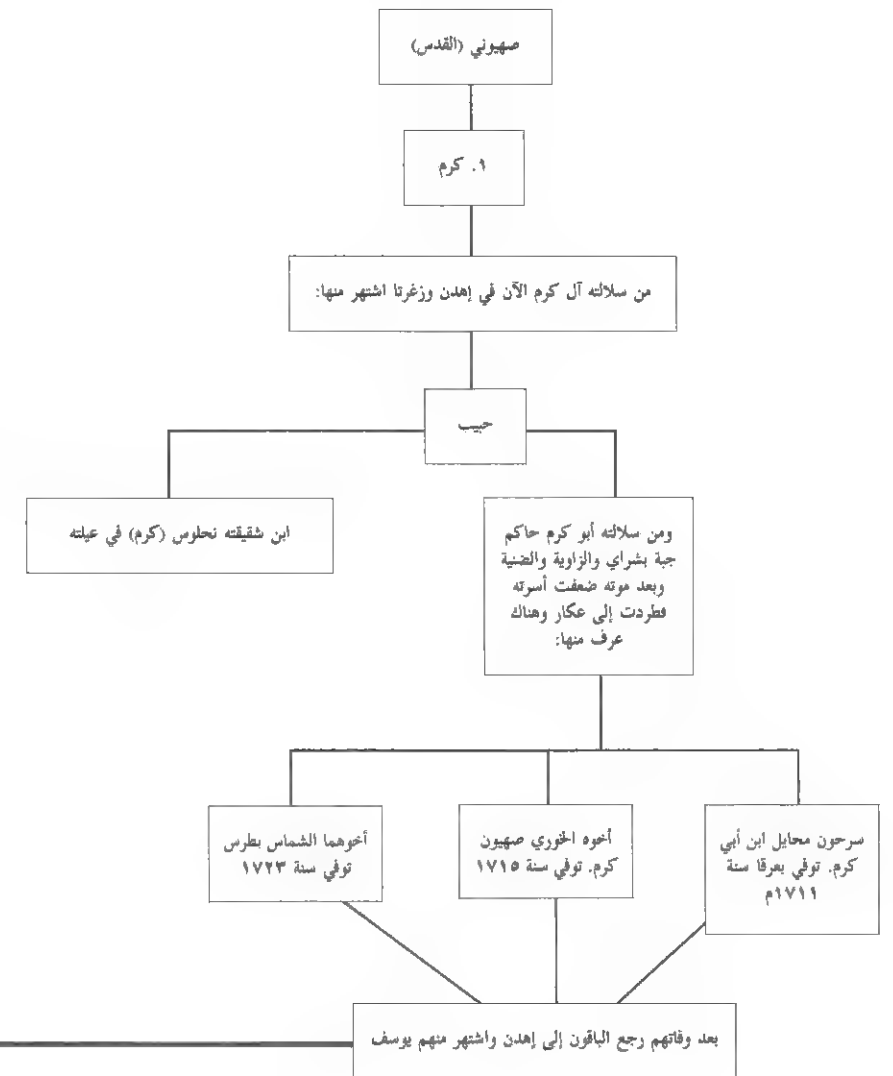 صهيوني (القدس)
١. كرم
من سلالته آل كرم الآن في إهدن وزغرتا اشتهر منها:
حبيب
ومن سلالته أبو كرم حاكم
جبة بشراي والزاوية والضنية
وبعد موته ضعفت أسرته
فطردت إلى عكار وهناك
عرف منها:
ابن شقيقته نحلوس (كرم) في عيلته
سرحون محايل ابن أبي
كرم. توفي بعرقا سنة
١٧١١م
أخوه الخوري صهيون
كرم. توفي سنة ١٧١٥
أخوهما الشماس بطرس
توفي سنة ١٧٢٣
بعد وفاتهم رجع الباقون إلى إهدن واشتهر منهم يوسف